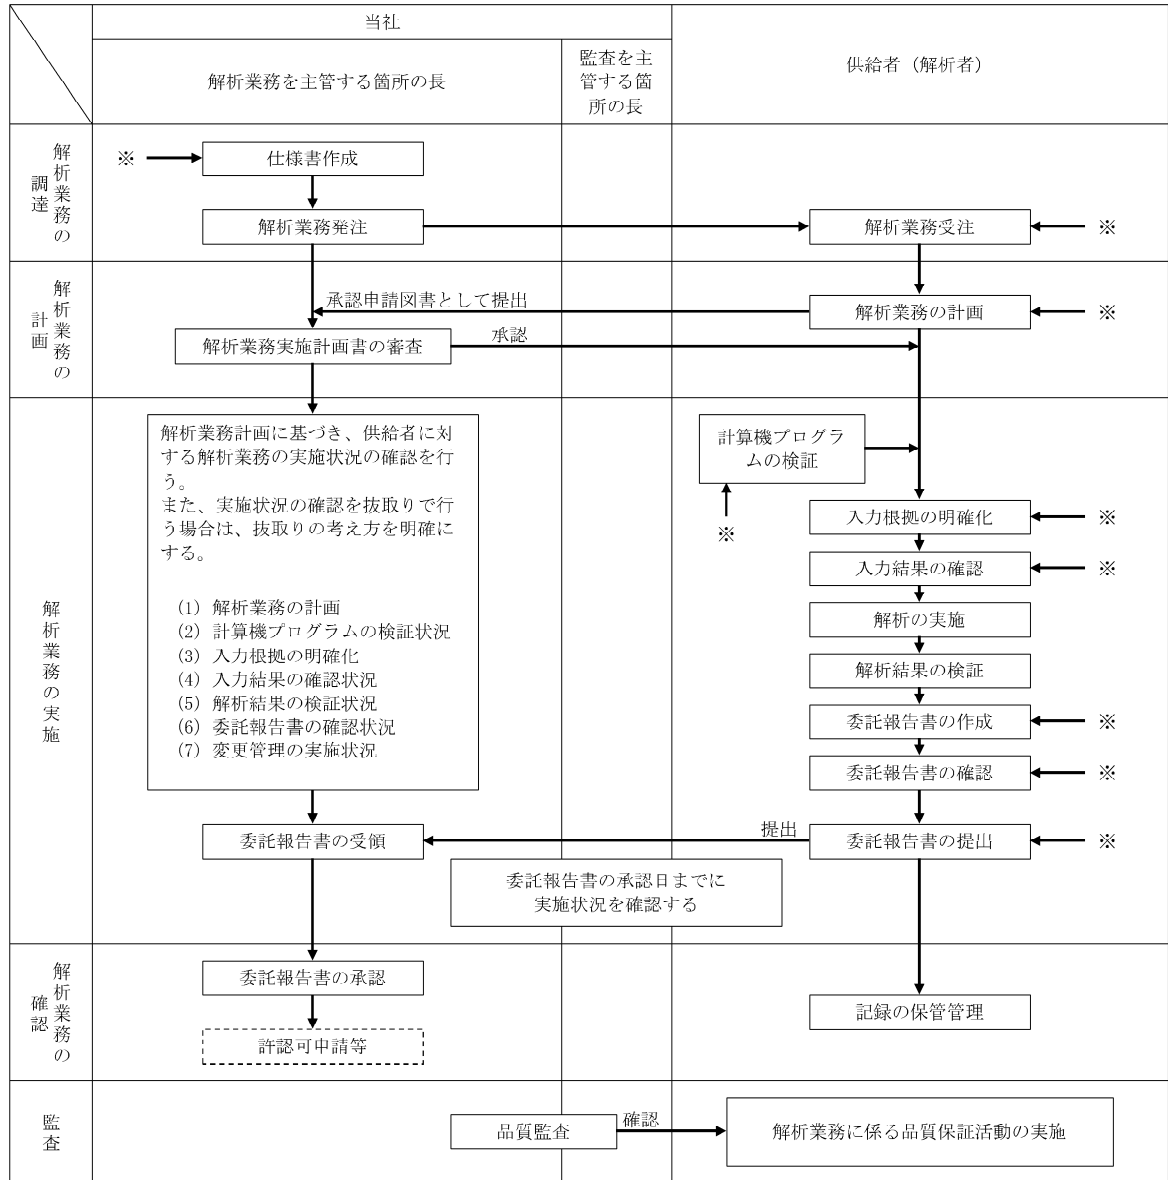 当社
解析業務を主管する箇所の長
監査を主
管する箇
所の長
供給者（解析者）
解析業務の
調達
※
仕様書作成
解析業務発注
解析業務受注
※
解析業務の
計画
承認申請図書として提出
解析業務の計画
※
解析業務実施計画書の審査
承認
解析業務の実施
解析業務計画に基づき、供給者に対
する解析業務の実施状況の確認を行
う。
また、実施状況の確認を抜取りで行
う場合は、抜取りの考え方を明確に
する。
(1) 解析業務の計画
(2) 計算機プログラムの検証状況
(3) 入力根拠の明確化
(4) 入力結果の確認状況
(5) 解析結果の検証状況
(6) 委託報告書の確認状況
(7) 変更管理の実施状況
計算機プログラ
ムの検証
※
入力根拠の明確化
※
入力結果の確認
※
解析の実施
解析結果の検証
委託報告書の作成
※
委託報告書の確認
※
委託報告書の受領
提出
委託報告書の提出
※
委託報告書の承認日までに
実施状況を確認する
解析業務の
確認
委託報告書の承認
許認可申請等
記録の保管管理
監査
品質監査
確認
解析業務に係る品質保証活動の実施